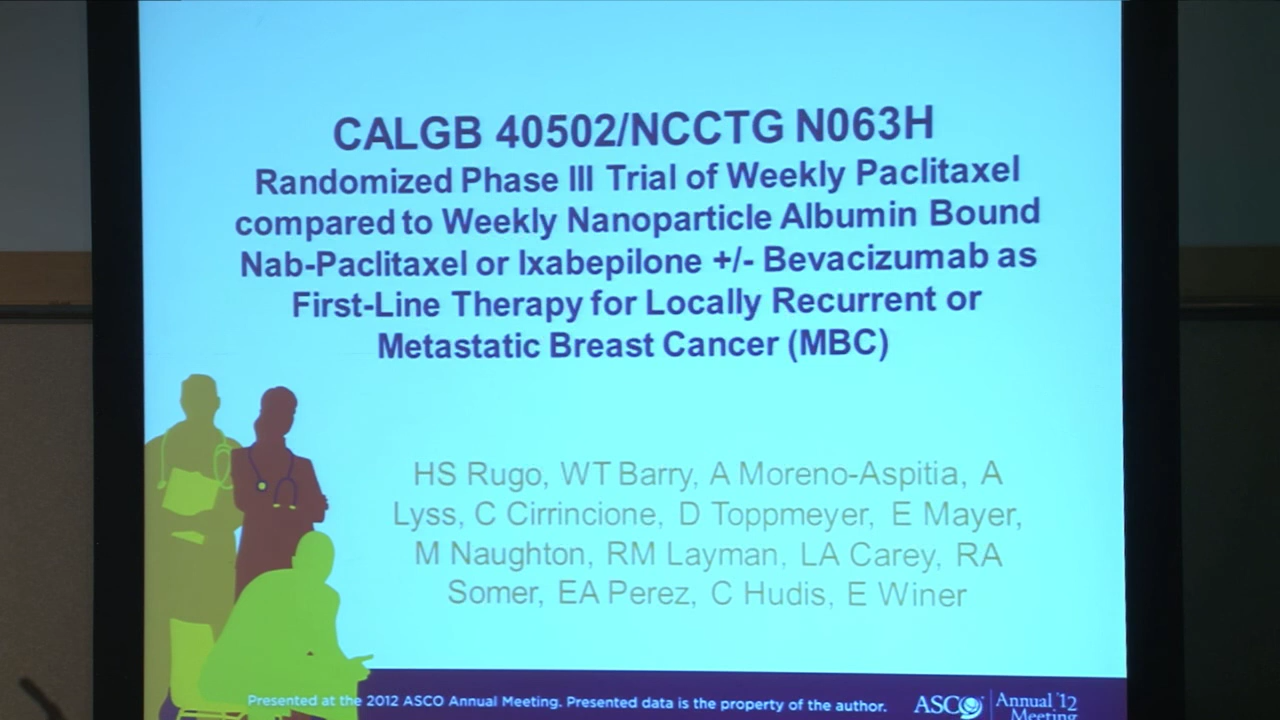 CALGB 40502/NCCTG N063H
Randomized Phase III Trial of Weekly Paclitaxel
compared to Weekly Nanoparticle Albumin Bound
Nab-Paclitaxel or Ixabepilone +/- Bevacizumab as
First-Line Therapy for Locally Recurrent or
Metastatic Breast Cancer (MBC)
HS Rugo, WT Barry, A Moreno-Aspitia, A
Lyss, C Cirrincione, D Toppmeyer, E Mayer,
M Naughton, RM Layman, LA Carey, RA
Somer, EA Perez, C Hudis, E Winer
Presented at the 2012 ASCO Annual Meeting. Presented data is the property of the author.
ASCO
Annual '12
Meeting